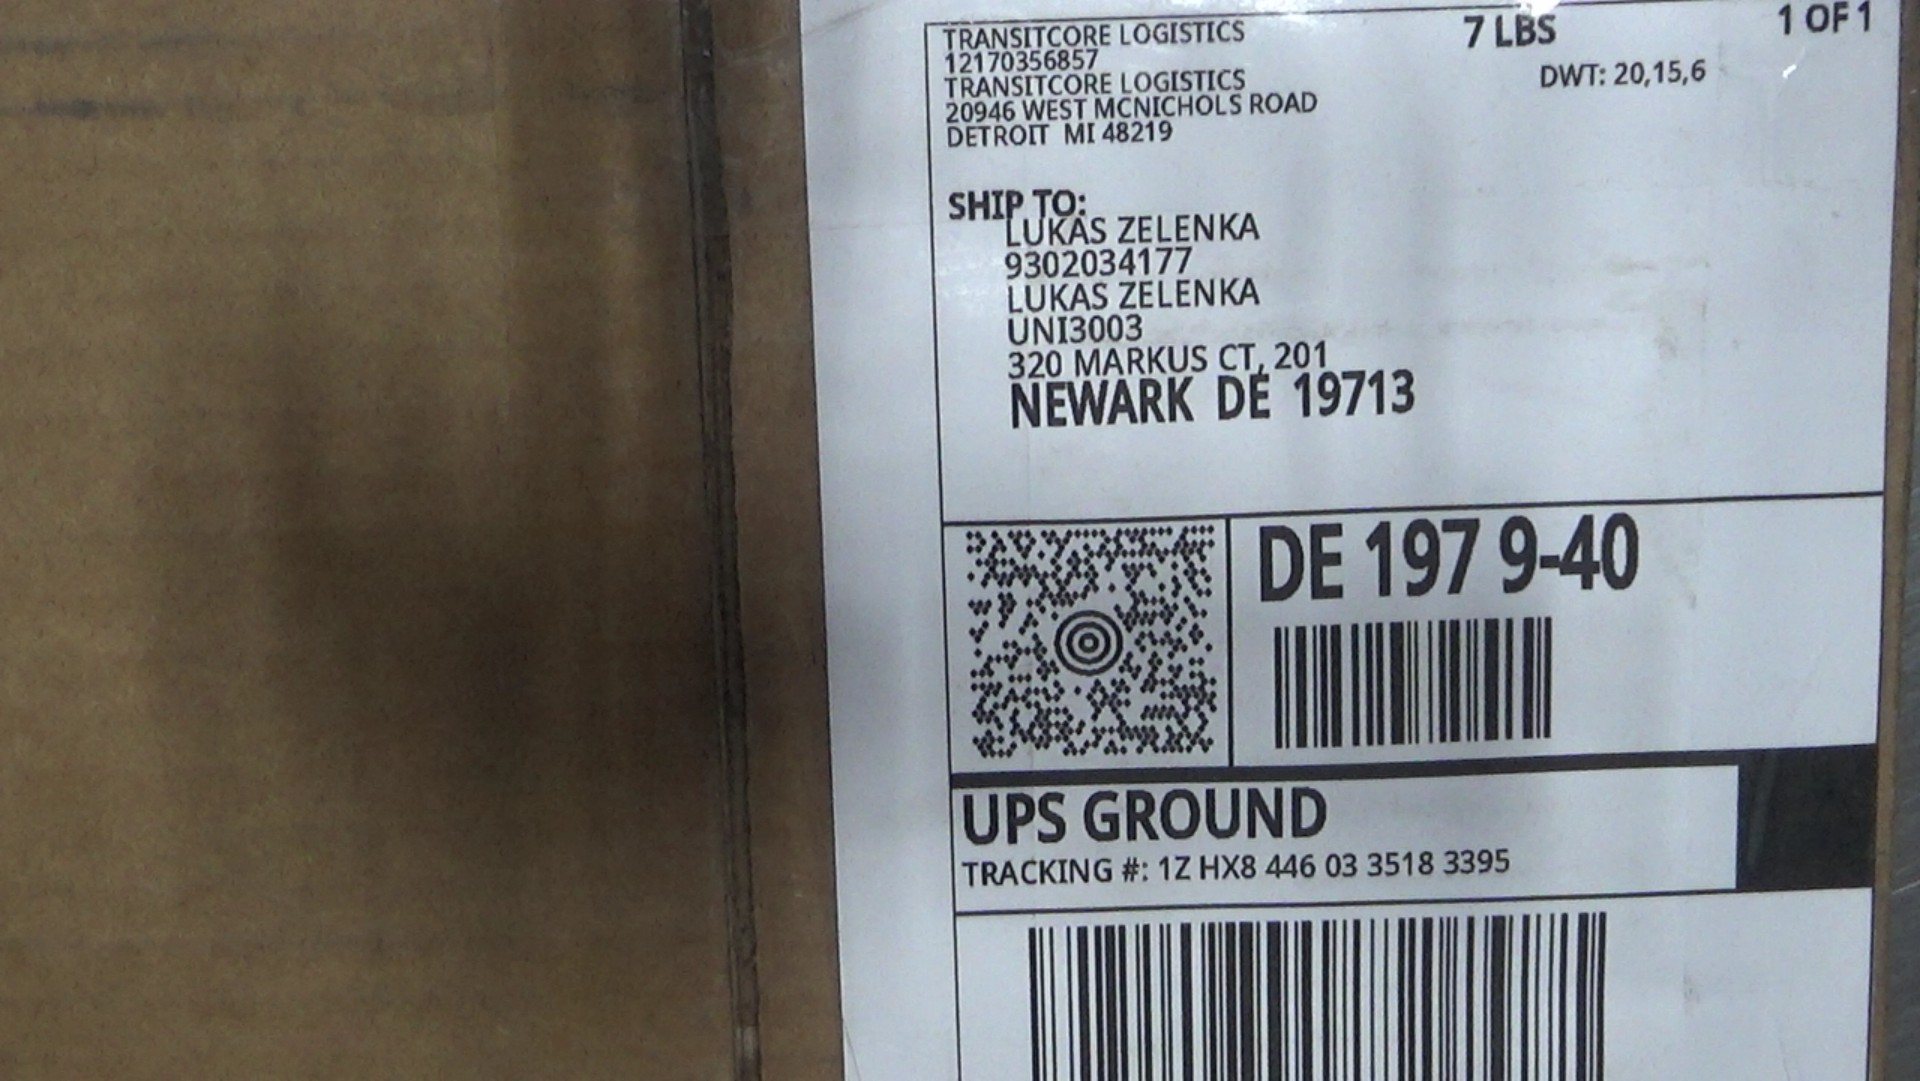 TRANSITCORE LOGISTICS
12170356857
TRANSITCORE LOGISTICS
20946 WEST MCNICHOLS ROAD
DETROIT MI 48219
7 LBS
1 OF 1
DWT: 20,15,6
SHIP TO:
LUKAS ZELENKA
9302034177
LUKAS ZELENKA
UNI3003
320 MARKUS CT, 201
NEWARK DE 19713
DE 197 9-40
UPS GROUND
TRACKING #: 1Z HX8 446 03 3518 3395